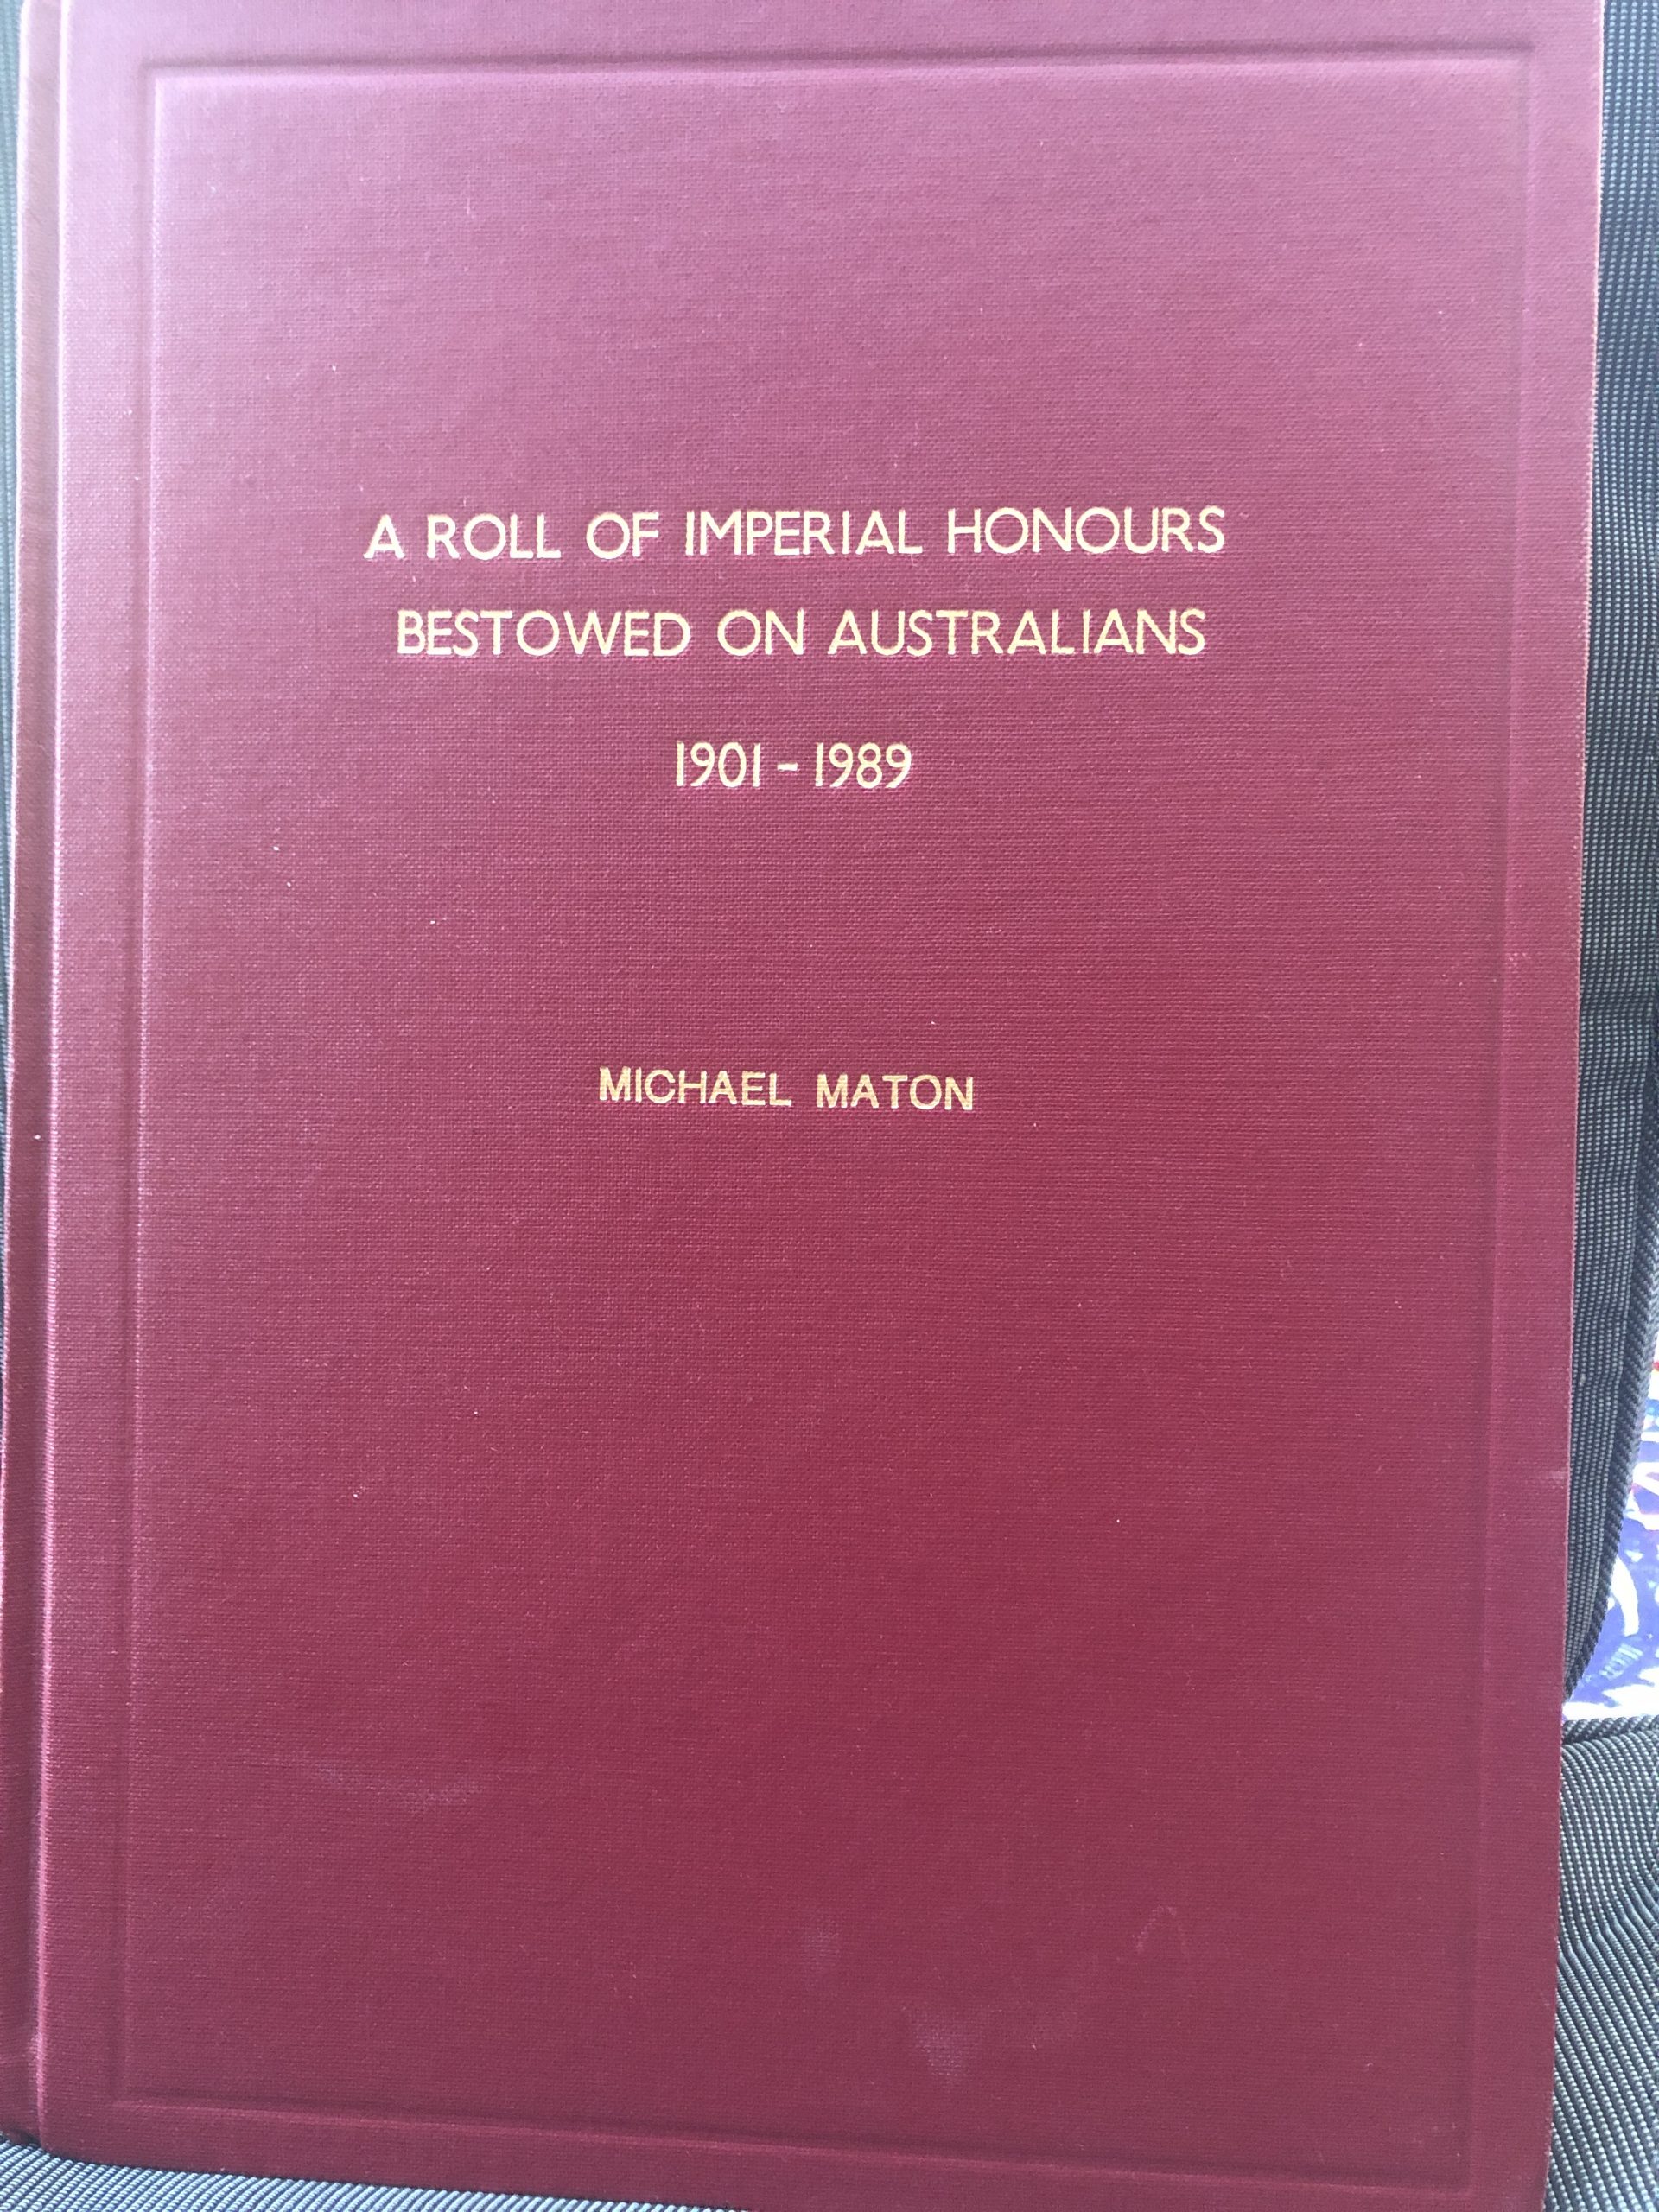 A ROLL OF IMPERIAL HONOURS
BESTOWED ON AUSTRALIANS
1901 - 1989
MICHAEL MATON